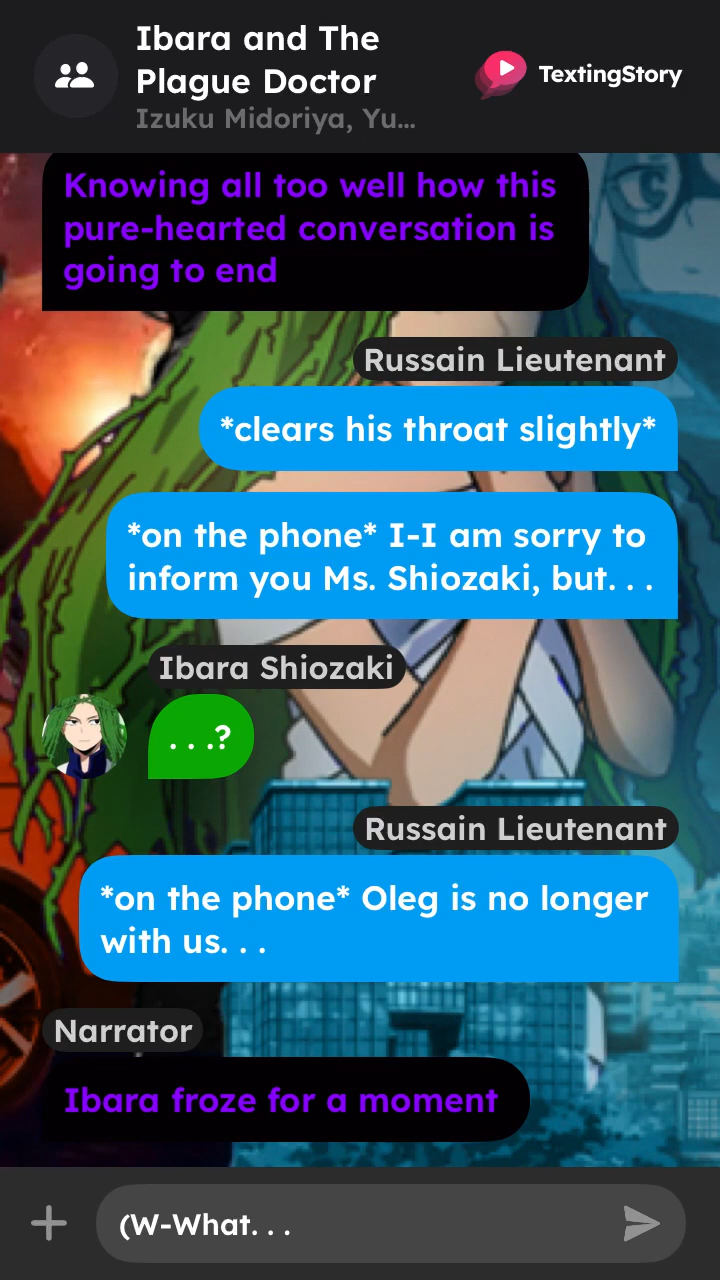 Ibara and The
Plague Doctor
Izuku Midoriya, Yu...
TextingStory
Knowing all too well how this
pure-hearted conversation is
going to end
Russain Lieutenant
*clears his throat slightly*
*on the phone* I-I am sorry to
inform you Ms. Shiozaki, but. . .
Ibara Shiozaki
. . .?
Russain Lieutenant
*on the phone* Oleg is no longer
with us. . .
Narrator
Ibara froze for a moment
(W-What. . .